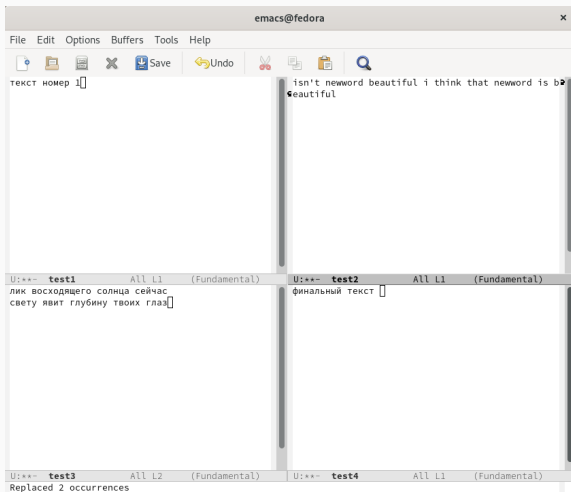 emacs@fedora ×
File Edit Options Buffers Tools Help
Save Undo
текст номер 1
U:**- test1 All L1 (Fundamental)
isn't newword beautiful i think that newword is b
eautiful
U:**- test2 All L1 (Fundamental)
лик восходящего солнца сейчас
свету явит глубину твоих глаз
U:**- test3 All L2 (Fundamental)
финальный текст
U:**- test4 All L1 (Fundamental)
Replaced 2 occurrences